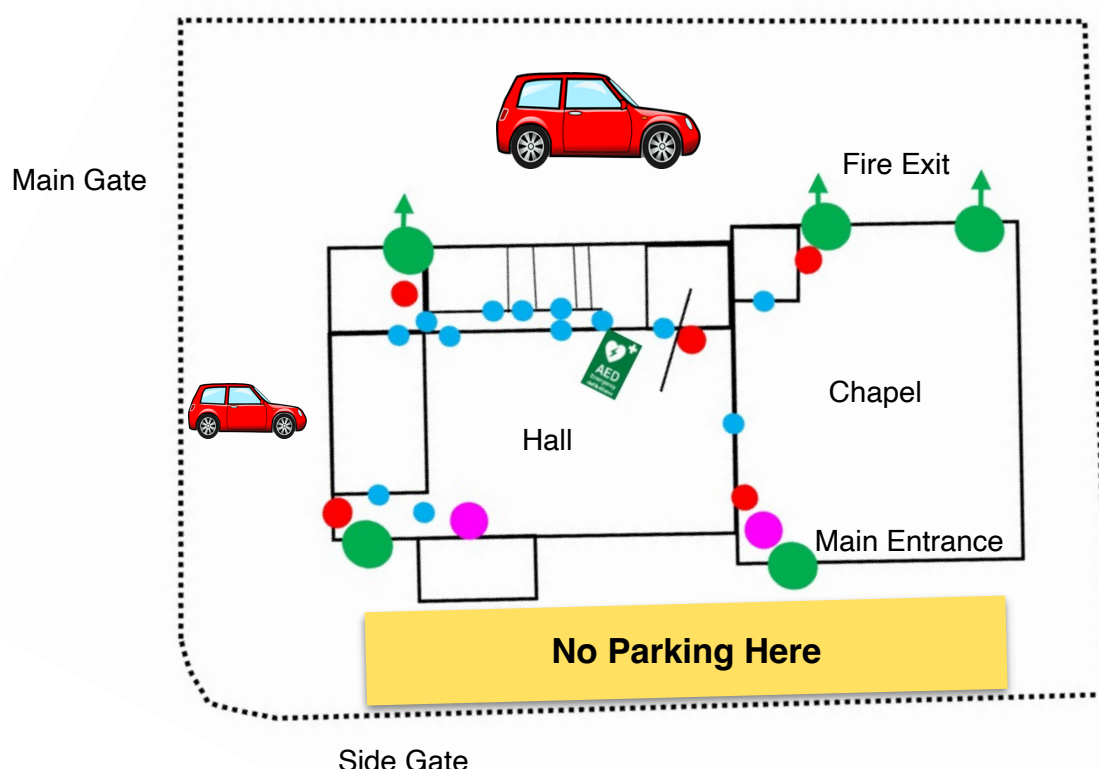 Main Gate
Fire Exit
AED
Chapel
Hall
Main Entrance
No Parking Here
Side Gate